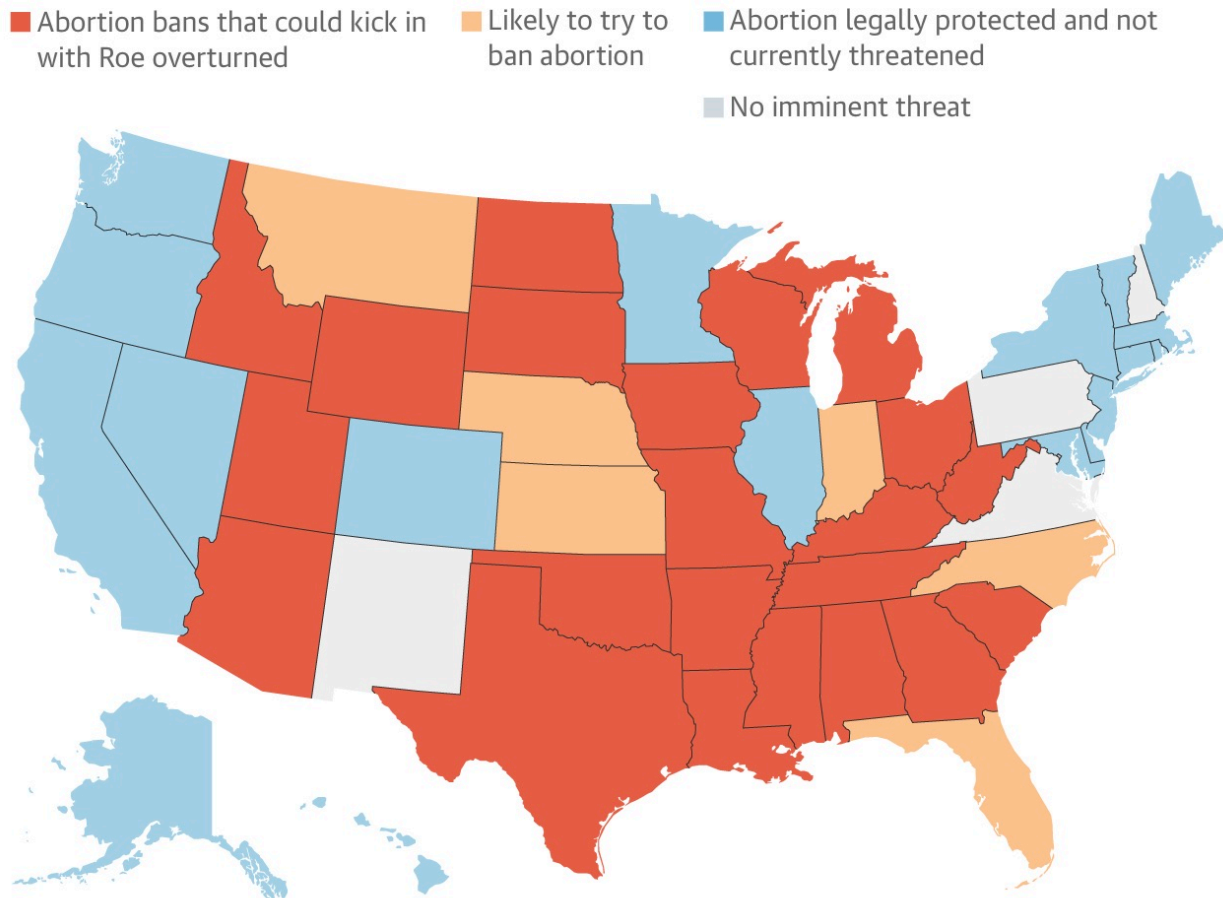 Abortion bans that could kick in
with Roe overturned
Likely to try to
ban abortion
Abortion legally protected and not
currently threatened
No imminent threat